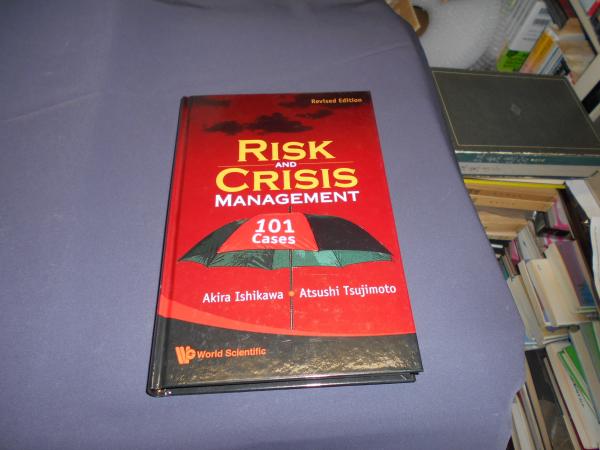 Revised Edition
RISK
AND
CRISIS
MANAGEMENT
101
Cases
Akira Ishikawa • Atsushi Tsujimoto
World Scientific